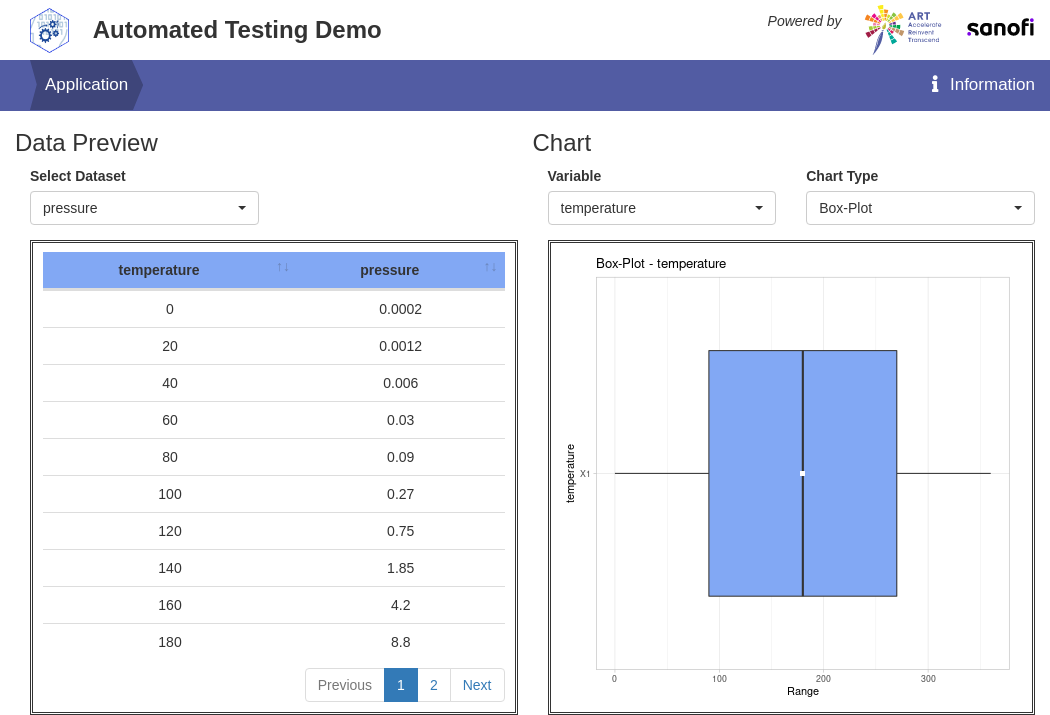 Automated Testing Demo
Powered by
ART
Accelerate
Reinvent
Transcend
sanofi
Application
Information
Data Preview
Select Dataset
pressure
temperature pressure
0 0.0002
20 0.0012
40 0.006
60 0.03
80 0.09
100 0.27
120 0.75
140 1.85
160 4.2
180 8.8
Previous 1 2 Next
Chart
Variable Chart Type
temperature Box-Plot
Box-Plot - temperature
temperature
X1
0 100 200 300
Range